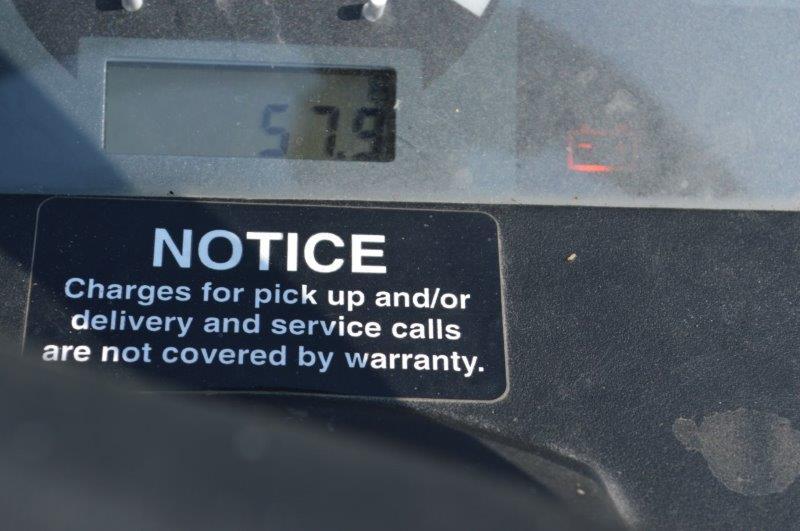 57.9
NOTICE
Charges for pick up and/or
delivery and service calls
are not covered by warranty.